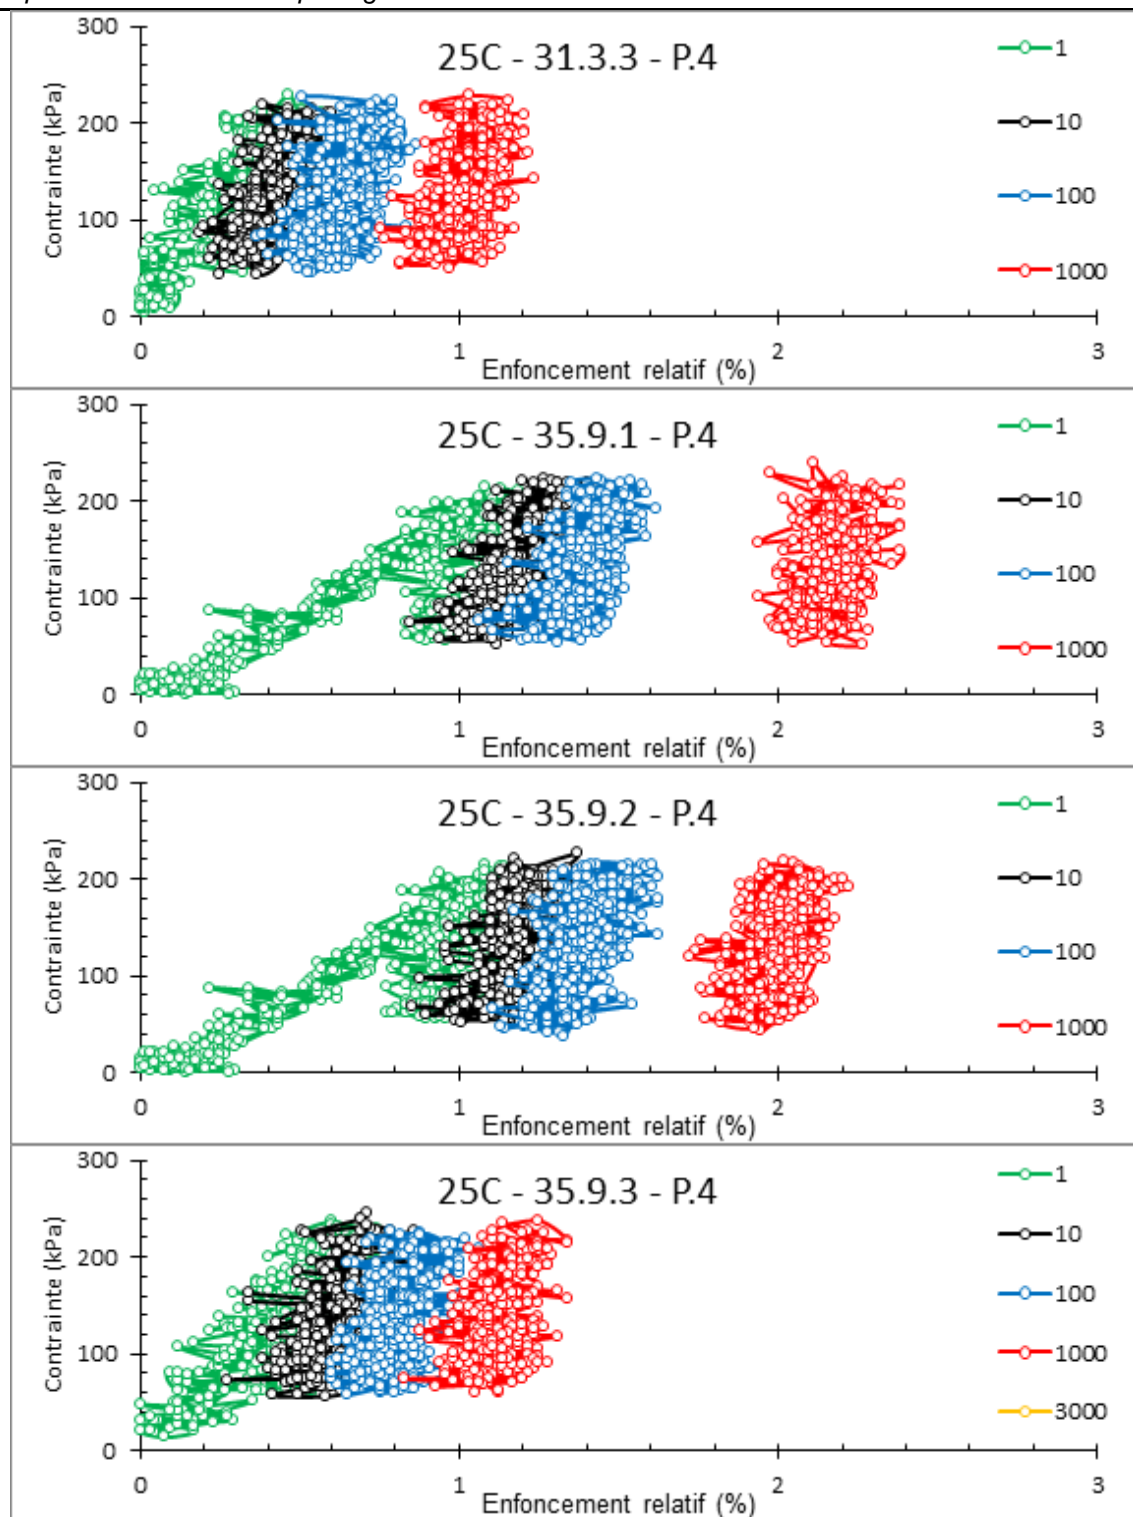 300
25C - 31.3.3 - P.4
1
200
10
Contrainte (kPa)
100
100
0
1000
0 1 2 3
Enfoncement relatif (%)
300
25C - 35.9.1 - P.4
1
200
10
Contrainte (kPa)
100
100
0
1000
0 1 2 3
Enfoncement relatif (%)
300
25C - 35.9.2 - P.4
1
200
10
Contrainte (kPa)
100
100
0
1000
0 1 2 3
Enfoncement relatif (%)
300
25C - 35.9.3 - P.4
1
200
10
Contrainte (kPa)
100
100
1000
0
3000
0 1 2 3
Enfoncement relatif (%)